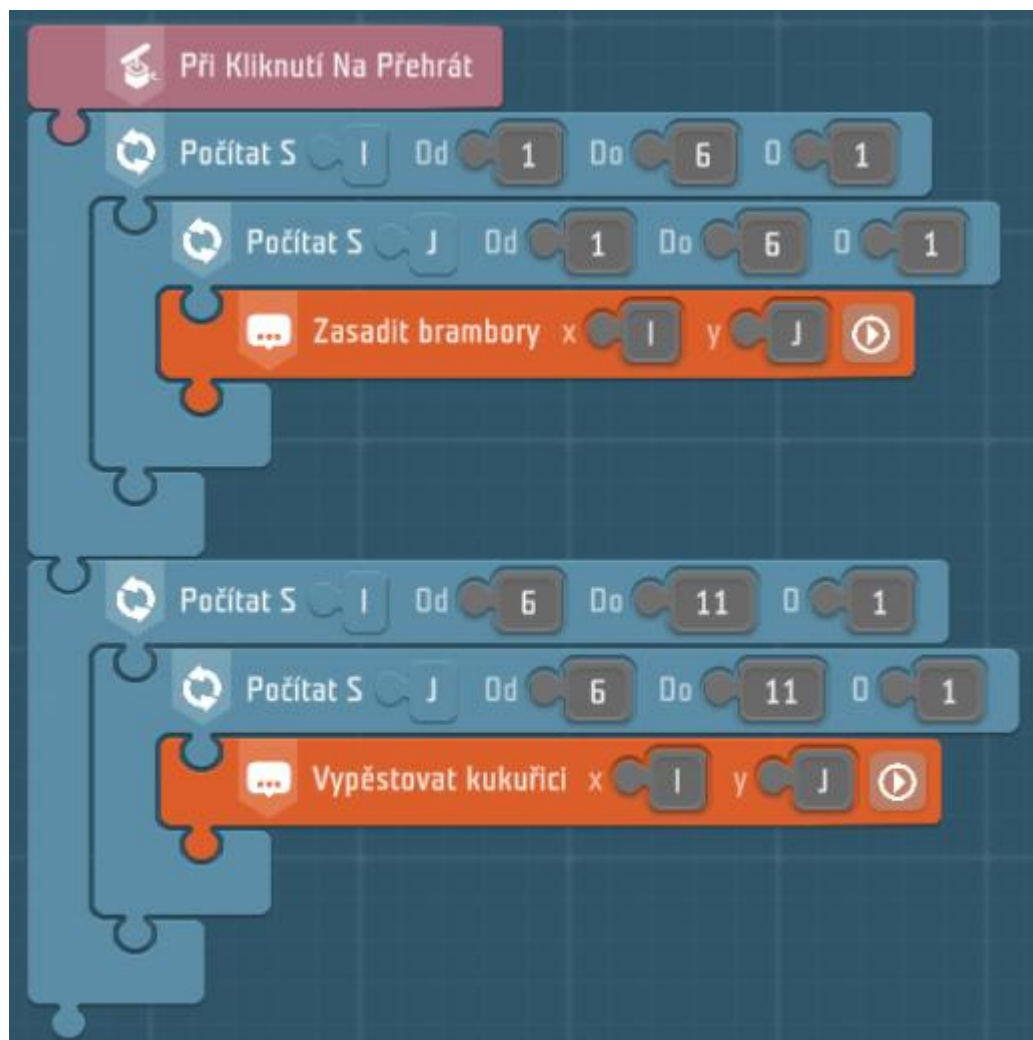 Při Kliknutí Na Přehrát
Počítat S I Od 1 Do 6 O 1
Počítat S J Od 1 Do 6 O 1
Zasadit brambory x I y J
Počítat S I Od 6 Do 11 O 1
Počítat S J Od 6 Do 11 O 1
Vypěstovat kukuřici x I y J